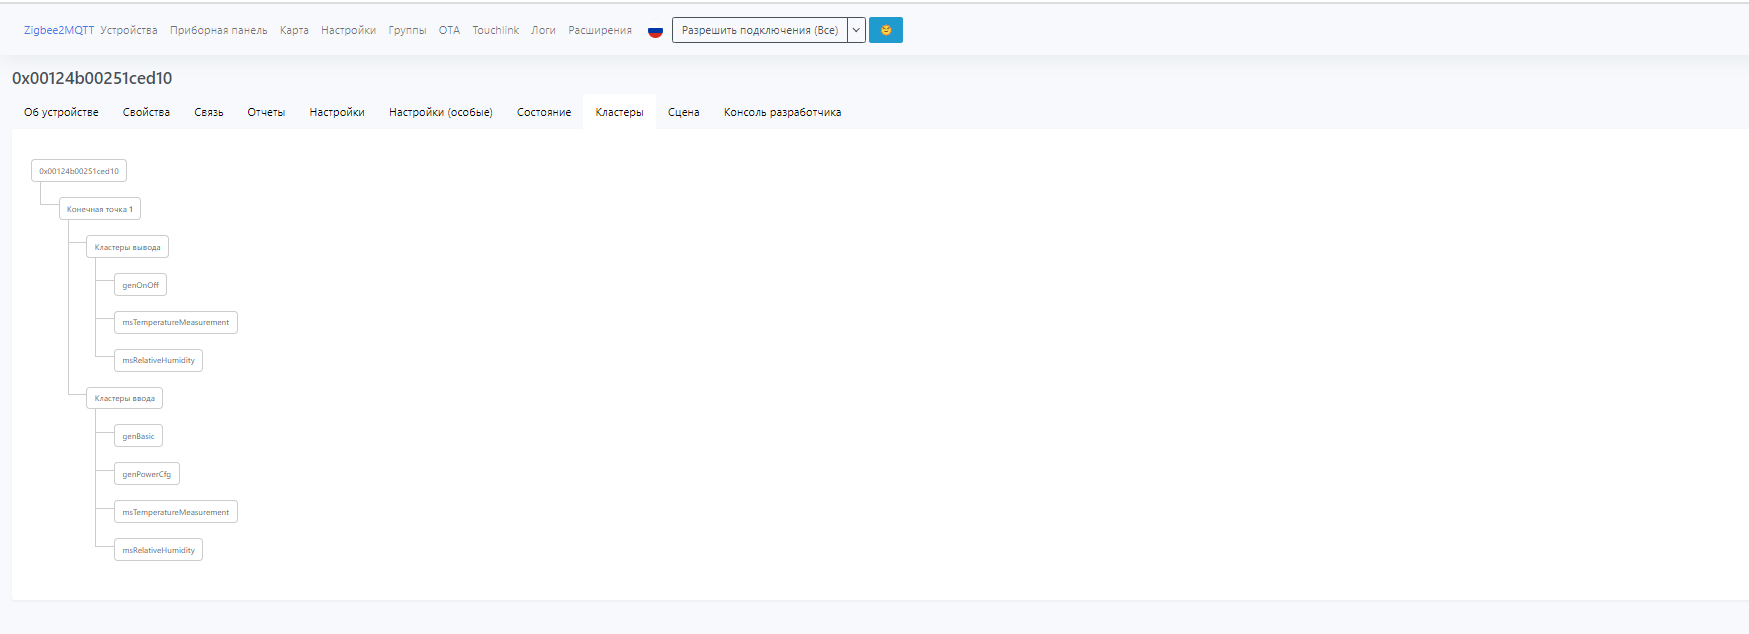 Zigbee2MQTT Устройства Приборная панель Карта Настройки Группы OTA Touchlink Логи Расширения Разрешить подключения (Все)
0x00124b00251ced10
Об устройстве Свойства Связь Отчеты Настройки Настройки (особые) Состояние Кластеры Сцена Консоль разработчика
0x00124b00251ced10
Конечная точка 1
Кластеры вывода
genOnOff
msTemperatureMeasurement
msRelativeHumidity
Кластеры ввода
genBasic
genPowerCfg
msTemperatureMeasurement
msRelativeHumidity